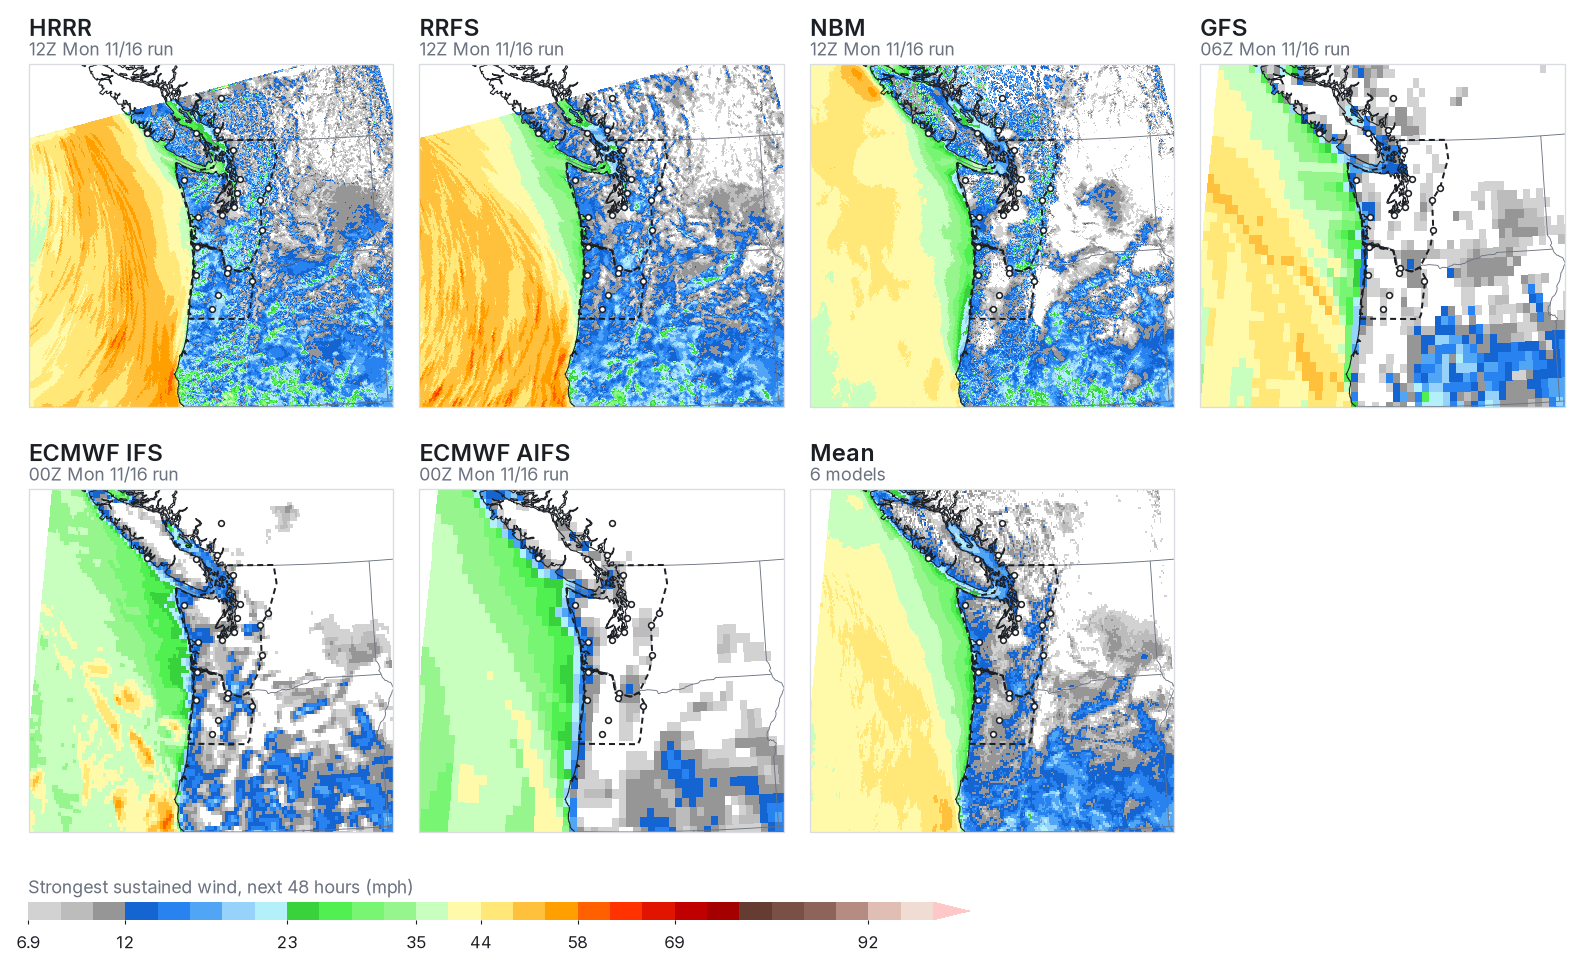 HRRR
12Z Mon 11/16 run
RRFS
12Z Mon 11/16 run
NBM
12Z Mon 11/16 run
GFS
06Z Mon 11/16 run
ECMWF IFS
00Z Mon 11/16 run
ECMWF AIFS
00Z Mon 11/16 run
Mean
6 models
Strongest sustained wind, next 48 hours (mph)
6.9 12 23 35 44 58 69 92